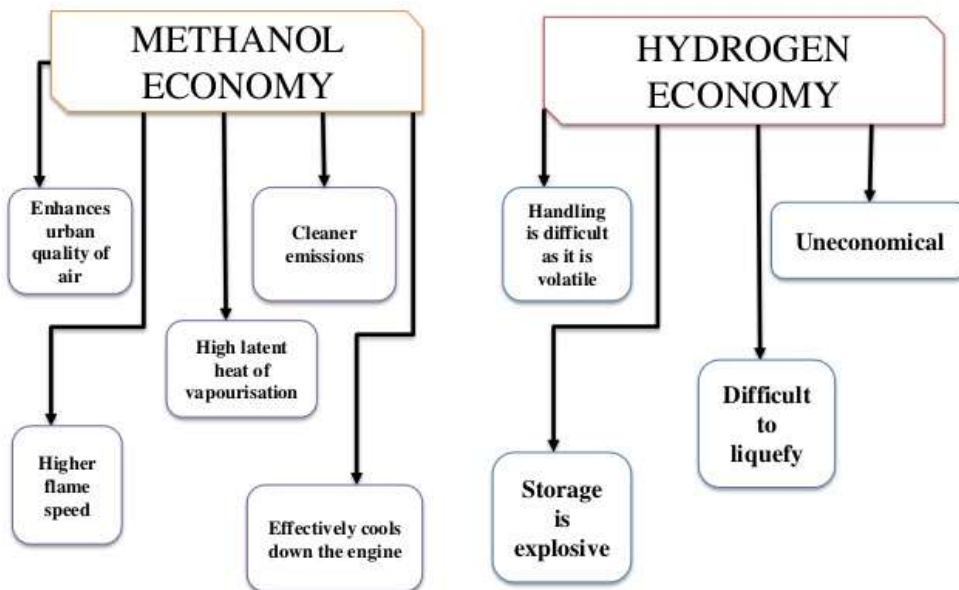 METHANOL
ECONOMY
Enhances
urban
quality of
air
Higher
flame
speed
High latent
heat of
vapourisation
Cleaner
emissions
Effectively cools
down the engine
HYDROGEN
ECONOMY
Handling
is difficult
as it is
volatile
Storage
is
explosive
Difficult
to
liquefy
Uneconomical